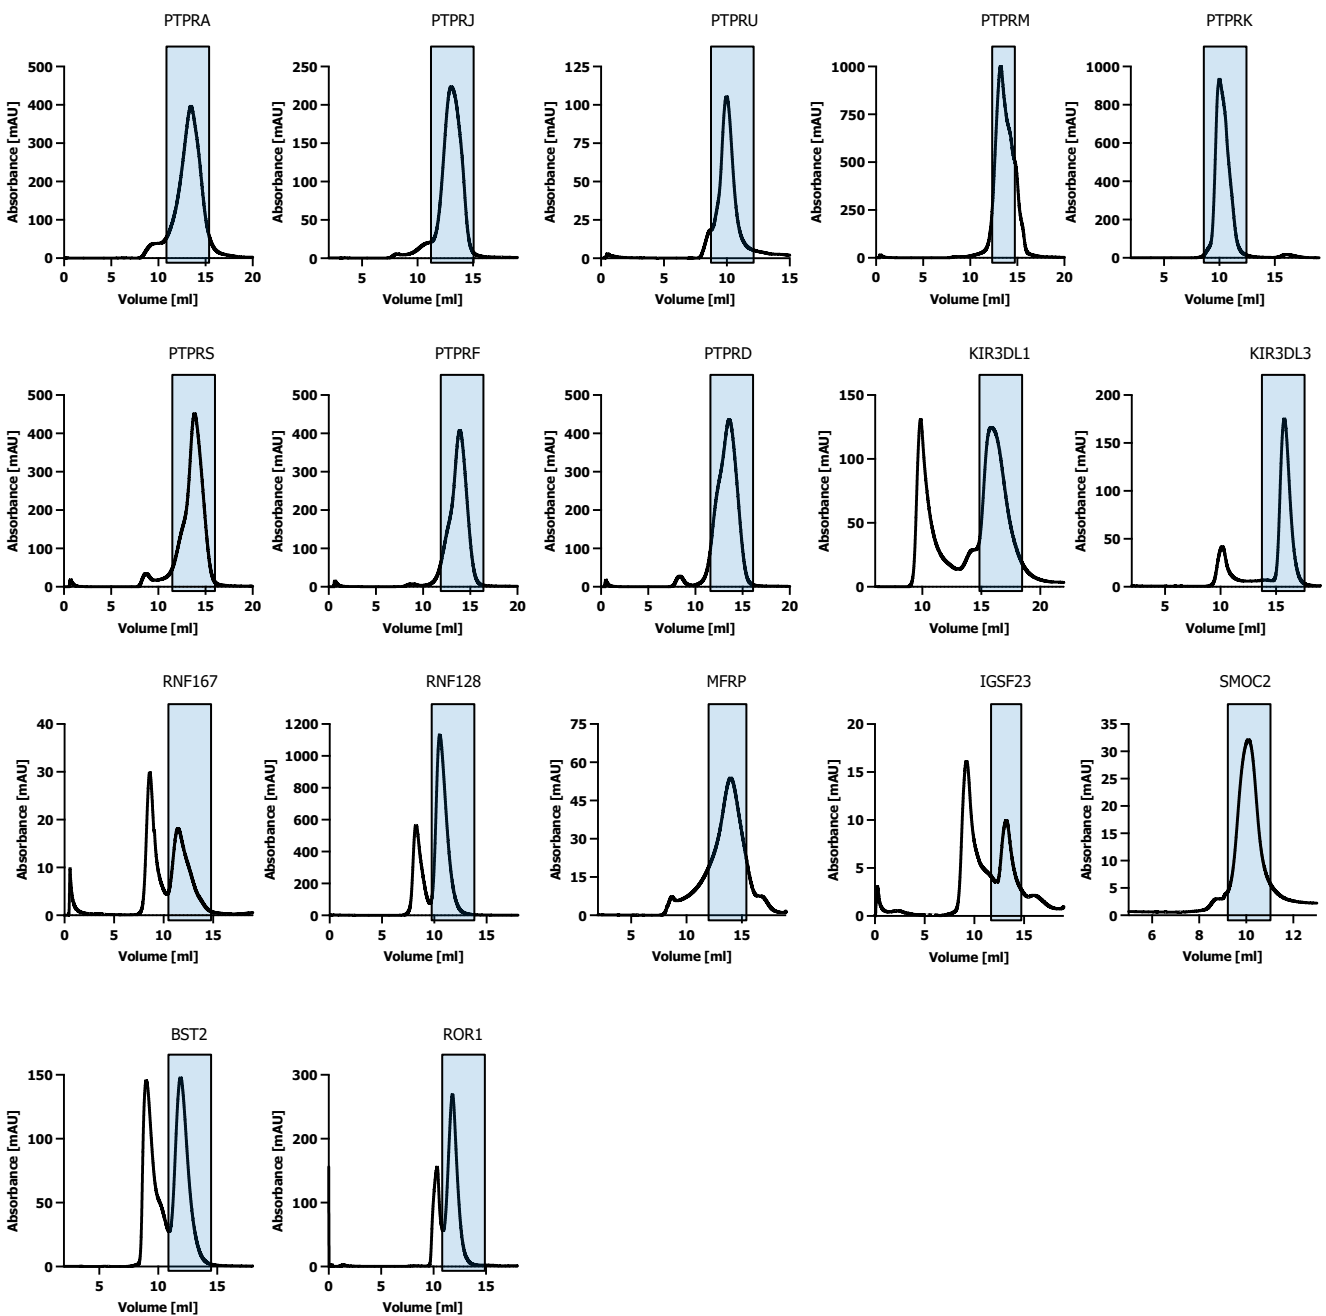 PTPRA PTPRJ PTPRU PTPRM PTPRK
500 400 300 200 100 0
Absorbance [mAU]
0 5 10 15 20
Volume [ml]
250 200 150 100 50 0
Absorbance [mAU]
5 10 15
Volume [ml]
125 100 75 50 25 0
Absorbance [mAU]
0 5 10 15
Volume [ml]
1000 750 500 250 0
Absorbance [mAU]
0 5 10 15 20
Volume [ml]
1000 800 600 400 200 0
Absorbance [mAU]
5 10 15
Volume [ml]
PTPRS PTPRF PTPRD KIR3DL1 KIR3DL3
500 400 300 200 100 0
Absorbance [mAU]
0 5 10 15 20
Volume [ml]
500 400 300 200 100 0
Absorbance [mAU]
0 5 10 15 20
Volume [ml]
500 400 300 200 100 0
Absorbance [mAU]
0 5 10 15 20
Volume [ml]
150 100 50 0
Absorbance [mAU]
10 15 20
Volume [ml]
200 150 100 50 0
Absorbance [mAU]
5 10 15
Volume [ml]
RNF167 RNF128 MFRP IGSF23 SMOC2
40 30 20 10 0
Absorbance [mAU]
0 5 10 15
Volume [ml]
1200 1000 800 600 400 200 0
Absorbance [mAU]
0 5 10 15
Volume [ml]
75 60 45 30 15 0
Absorbance [mAU]
5 10 15
Volume [ml]
20 15 10 5 0
Absorbance [mAU]
0 5 10 15
Volume [ml]
35 30 25 20 15 10 5 0
Absorbance [mAU]
6 8 10 12
Volume [ml]
BST2 ROR1
150 100 50 0
Absorbance [mAU]
5 10 15
Volume [ml]
300 200 100 0
Absorbance [mAU]
0 5 10 15
Volume [ml]